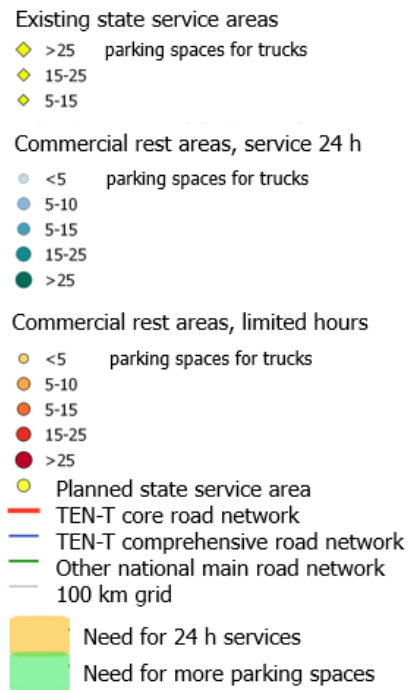 Existing state service areas
>25 parking spaces for trucks
15-25
5-15
Commercial rest areas, service 24 h
<5 parking spaces for trucks
5-10
5-15
15-25
>25
Commercial rest areas, limited hours
<5 parking spaces for trucks
5-10
5-15
15-25
>25
Planned state service area
TEN-T core road network
TEN-T comprehensive road network
Other national main road network
100 km grid
Need for 24 h services
Need for more parking spaces